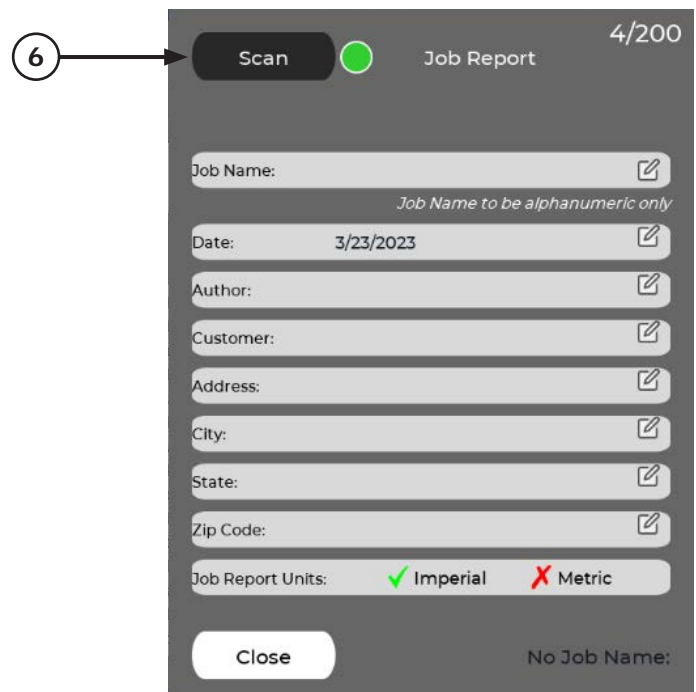 4/200
6
Scan
Job Report
Job Name:
Job Name to be alphanumeric only
Date: 3/23/2023
Author:
Customer:
Address:
City:
State:
Zip Code:
Job Report Units: Imperial Metric
Close
No Job Name: